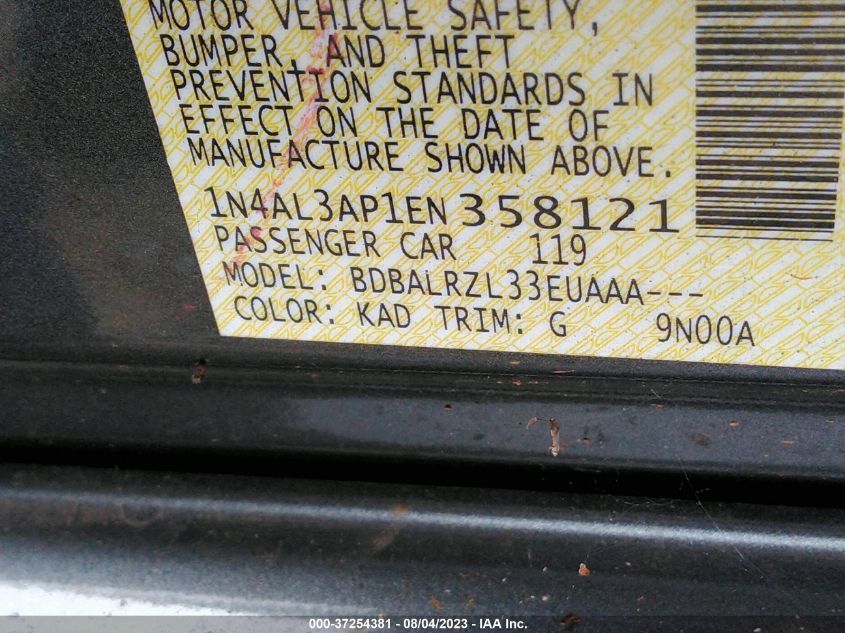 MOTOR VEHICLE SAFETY,
BUMPER, AND THEFT
PREVENTION STANDARDS IN
EFFECT ON THE DATE OF
MANUFACTURE SHOWN ABOVE.
1N4AL3AP1EN358121
PASSENGER CAR 119
MODEL: BDBALRZL33EUAAA---
COLOR: KAD TRIM: G 9N00A
000-37254381 - 08/04/2023 - IAA Inc.